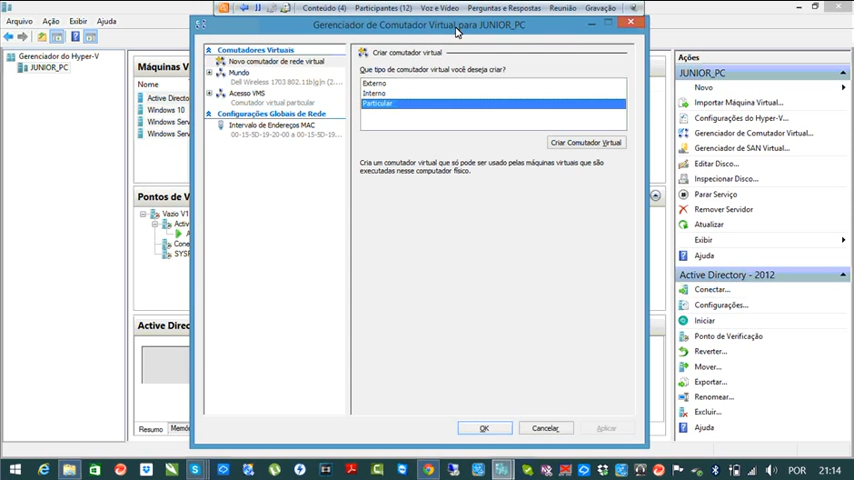 Conteúdo (4) Participantes (12) Voz e Vídeo Perguntas e Respostas Reunião Gravação
Arquivo Ação Exibir Ajuda
Gerenciador de Comutador Virtual para JUNIOR_PC
Gerenciador do Hyper-V
JUNIOR_PC
Máquinas V
Nome
Active Directo
Windows 10
Windows Serv
Windows Serv
Pontos de V
Vazio V1
Activ
A
Cone
SYSP
Active Direc
Resumo Memó
Comutadores Virtuais
Novo comutador de rede virtual
Mundo
Dell Wireless 1703 802.11b|g|n (2....
Acesso VMS
Comutador virtual particular
Configurações Globais de Rede
Intervalo de Endereços MAC
00-15-5D-19-20-00 a 00-15-5D-19...
Criar comutador virtual
Que tipo de comutador virtual você deseja criar?
Externo
Interno
Particular
Criar Comutador Virtual
Cria um comutador virtual que só pode ser usado pelas máquinas virtuais que são
executadas nesse computador físico.
OK Cancelar Aplicar
Ações
JUNIOR_PC
Novo
Importar Máquina Virtual...
Configurações do Hyper-V...
Gerenciador de Comutador Virtual...
Gerenciador de SAN Virtual...
Editar Disco...
Inspecionar Disco...
Parar Serviço
Remover Servidor
Atualizar
Exibir
Ajuda
Active Directory - 2012
Conectar...
Configurações...
Iniciar
Ponto de Verificação
Reverter...
Mover...
Exportar...
Renomear...
Excluir...
Ajuda
POR 21:14